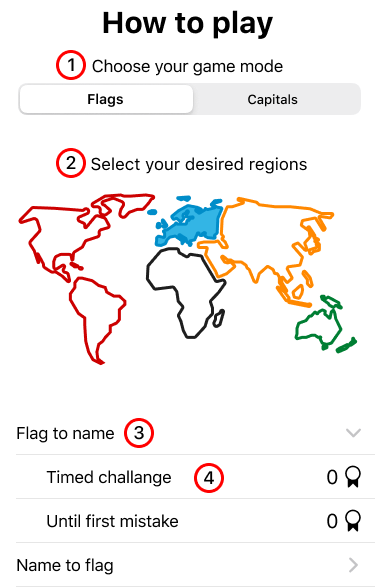 How to play
1 Choose your game mode
Flags Capitals
2 Select your desired regions
Flag to name 3
Timed challange 4 0
Until first mistake 0
Name to flag